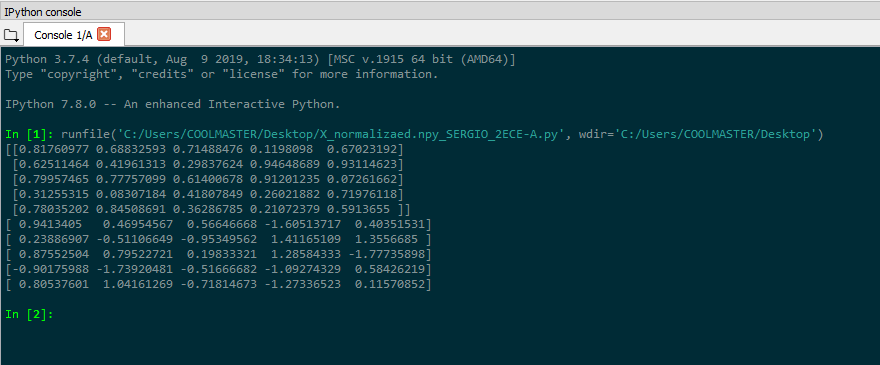 IPython console
Console 1/A
Python 3.7.4 (default, Aug  9 2019, 18:34:13) [MSC v.1915 64 bit (AMD64)]
Type "copyright", "credits" or "license" for more information.
IPython 7.8.0 -- An enhanced Interactive Python.
In [1]: runfile('C:/Users/COOLMASTER/Desktop/X_normalizaed.npy_SERGIO_2ECE-A.py', wdir='C:/Users/COOLMASTER/Desktop')
[[0.81760977 0.68832593 0.71488476 0.1198098  0.67023192]
 [0.62511464 0.41961313 0.29837624 0.94648689 0.93114623]
 [0.79957465 0.77757099 0.61400678 0.91201235 0.07261662]
 [0.31255315 0.08307184 0.41807849 0.26021882 0.71976118]
 [0.78035202 0.84508691 0.36286785 0.21072379 0.5913655 ]]
[ 0.9413405   0.46954567  0.56646668 -1.60513717  0.40351531]
[ 0.23886907 -0.51106649 -0.95349562  1.41165109  1.3556685 ]
[ 0.87552504  0.79522721  0.19833321  1.28584333 -1.77735898]
[-0.90175988 -1.73920481 -0.51666682 -1.09274329  0.58426219]
[ 0.80537601  1.04161269 -0.71814673 -1.27336523  0.11570852]
In [2]: